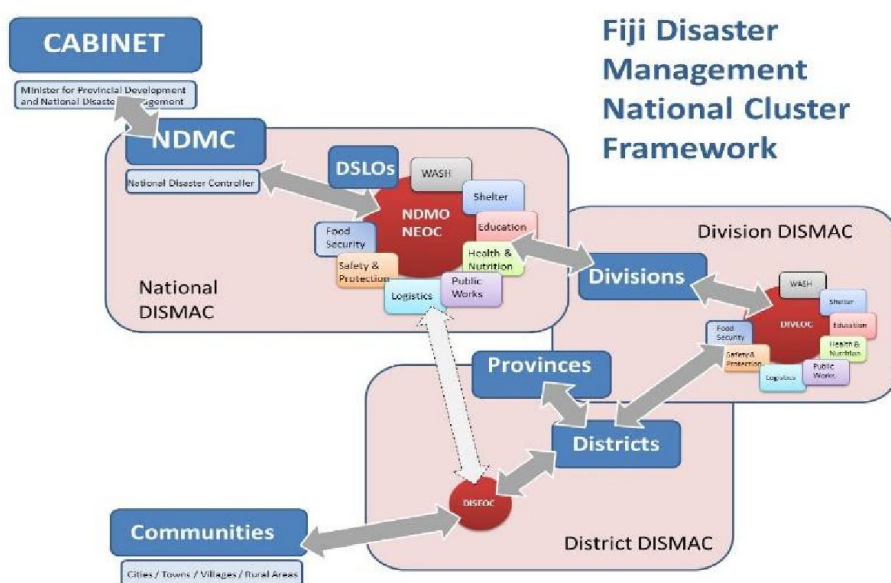 Fiji Disaster
Management
National Cluster
Framework
CABINET
Minister for Provincial Development
and National Disaster Management
NDMC
National Disaster Controller
DSLOs
WASH
Shelter
Education
Health &
Nutrition
Public
Works
Logistics
Safety &
Protection
Food
Security
NDMO
NEOC
National
DISMAC
Division DISMAC
Divisions
WASH
Shelter
Education
Health &
Nutrition
Public
Works
Logistics
Safety &
Protection
Food
Security
DIVEOC
Provinces
Districts
DISEOC
District DISMAC
Communities
Cities / Towns / Villages / Rural Areas